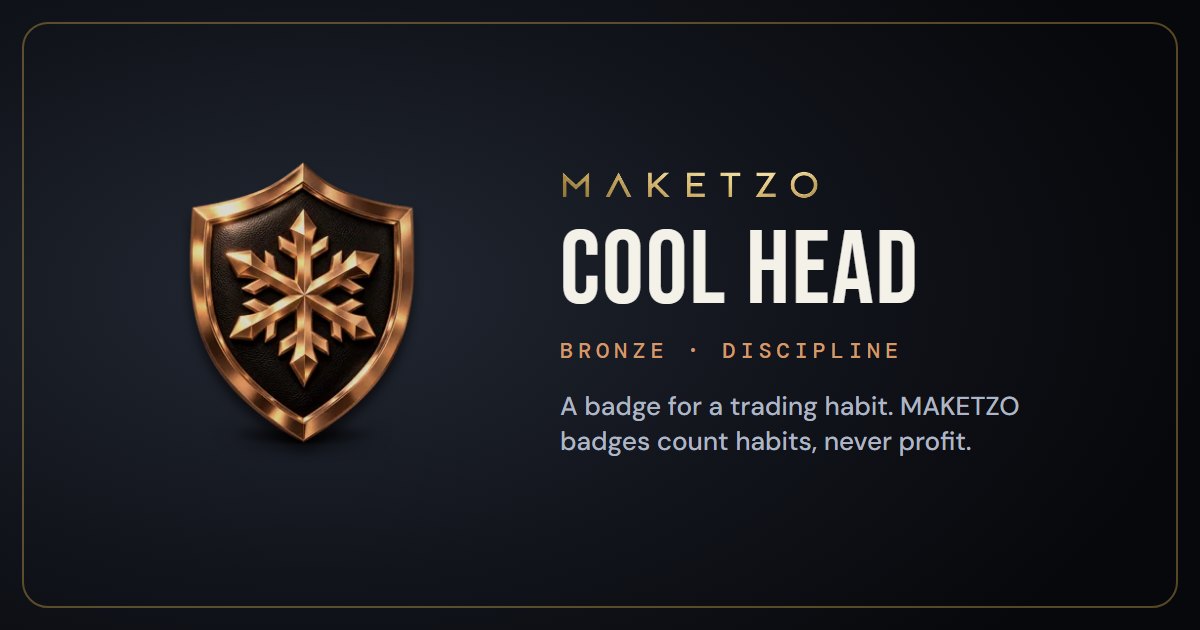 MAKETZO
COOL HEAD
BRONZE · DISCIPLINE
A badge for a trading habit. MAKETZO
badges count habits, never profit.